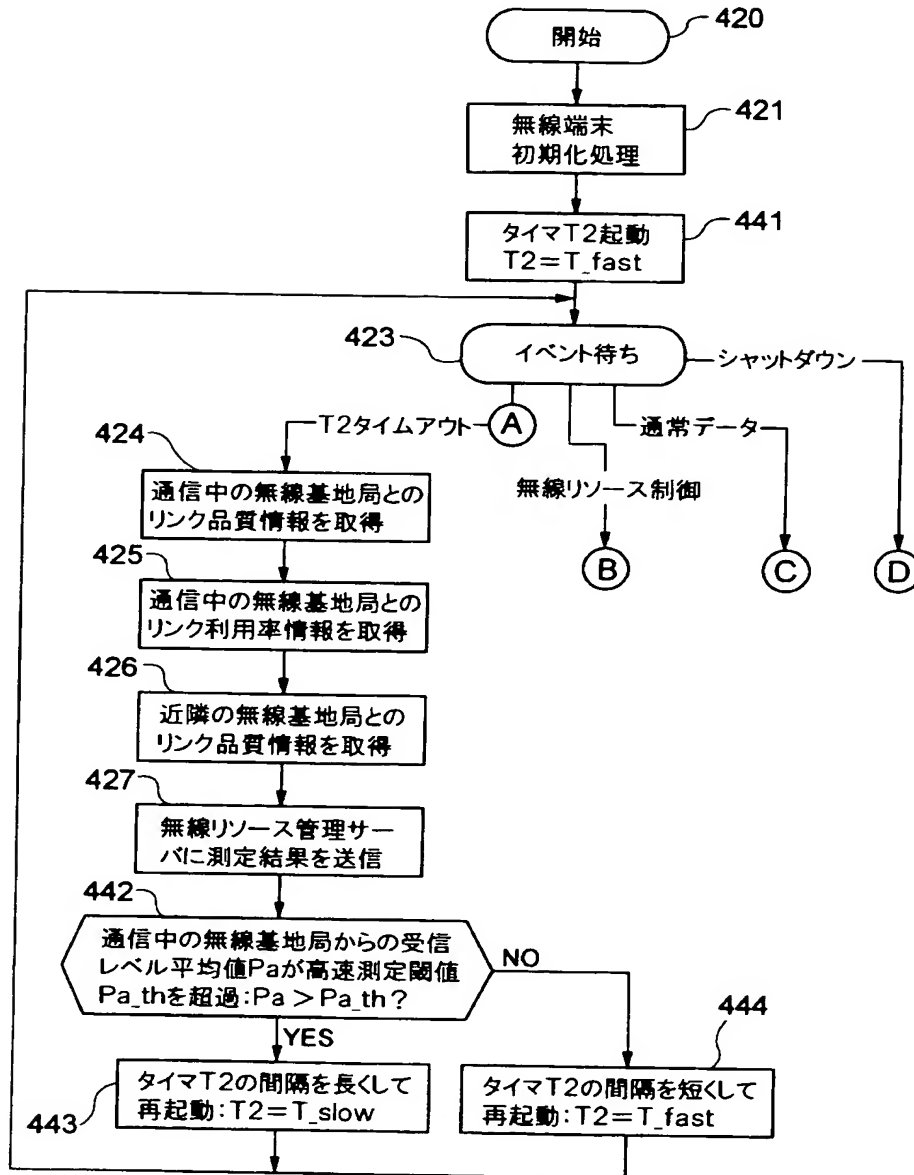 開始
420
無線端末
初期化処理
421
タイマT2起動
T2=T_fast
441
423
イベント待ち
シャットダウン
T2タイムアウト
A
通常データ
無線リソース制御
B
C
D
424
通信中の無線基地局との
リンク品質情報を取得
425
通信中の無線基地局との
リンク利用率情報を取得
426
近隣の無線基地局との
リンク品質情報を取得
427
無線リソース管理サー
バに測定結果を送信
442
通信中の無線基地局からの受信
レベル平均値Paが高速測定閾値
Pa_thを超過:Pa>Pa_th?
NO
YES
443
タイマT2の間隔を長くして
再起動:T2=T_slow
444
タイマT2の間隔を短くして
再起動:T2=T_fast